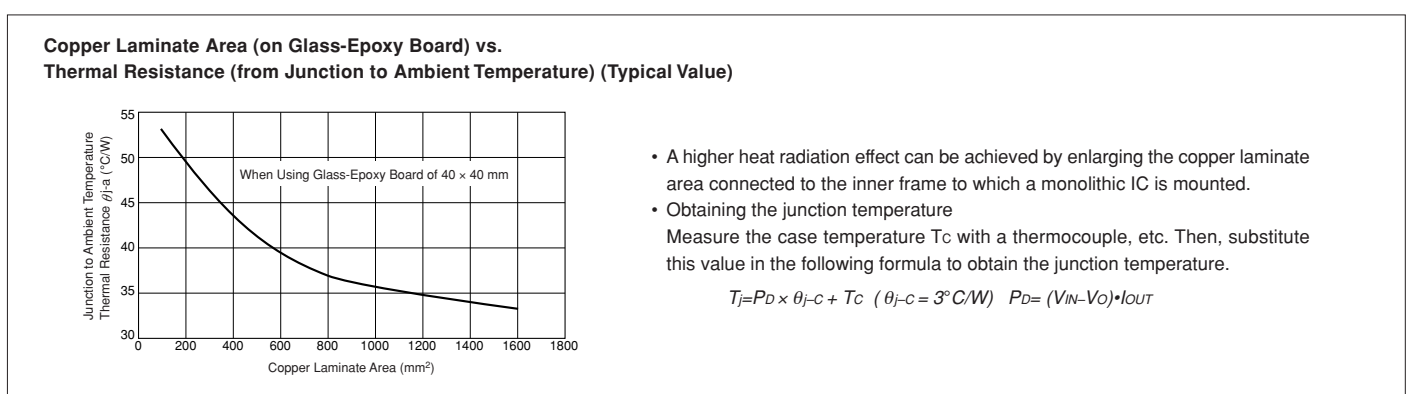 Copper Laminate Area (on Glass-Epoxy Board) vs.
Thermal Resistance (from Junction to Ambient Temperature) (Typical Value)
Junction to Ambient Temperature
Thermal Resistance θj-a (°C/W)
55
50
45
40
35
30
When Using Glass-Epoxy Board of 40 × 40 mm
0 200 400 600 800 1000 1200 1400 1600 1800
Copper Laminate Area (mm²)
• A higher heat radiation effect can be achieved by enlarging the copper laminate
area connected to the inner frame to which a monolithic IC is mounted.
• Obtaining the junction temperature
Measure the case temperature TC with a thermocouple, etc. Then, substitute
this value in the following formula to obtain the junction temperature.
Tj=PD × θj–C + TC ( θj–C = 3°C/W) PD= (VIN–VO)•IOUT